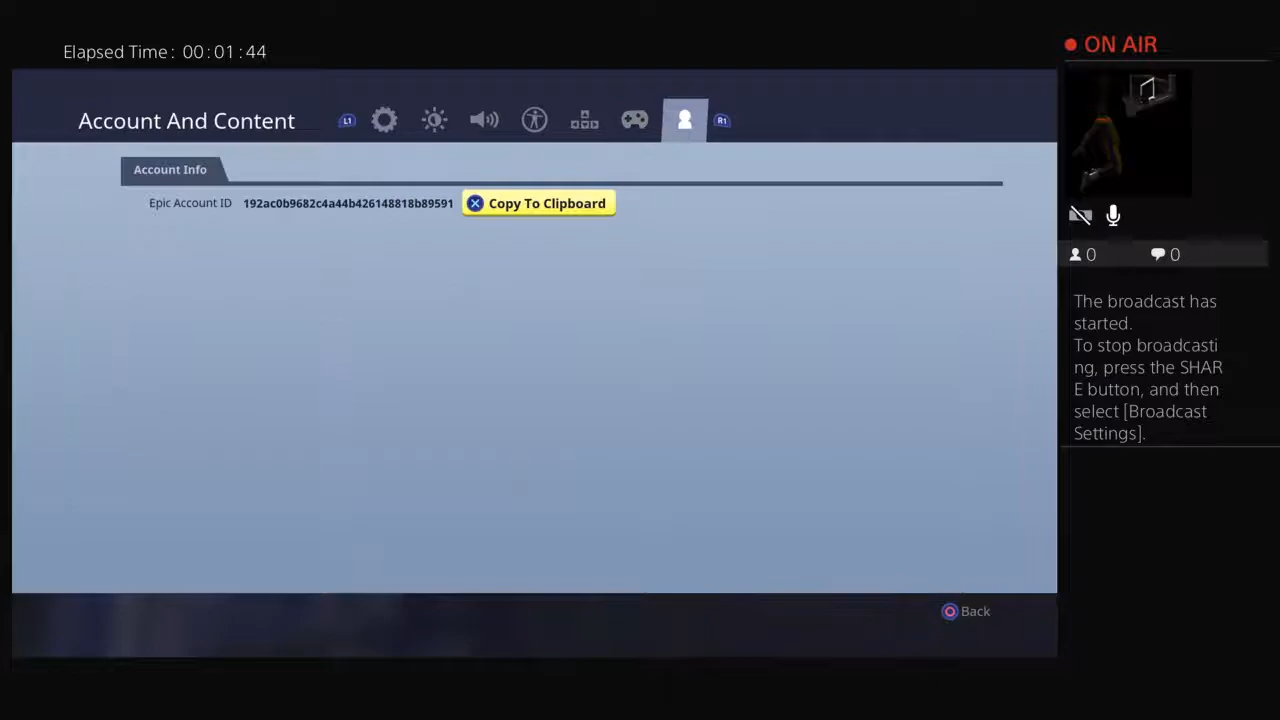 Elapsed Time: 00:01:44
ON AIR
Account And Content
L1
R1
Account Info
Epic Account ID 192ac0b9682c4a44b426148818b89591 Copy To Clipboard
0 0
The broadcast has
started.
To stop broadcasti
ng, press the SHAR
E button, and then
select [Broadcast
Settings].
Back